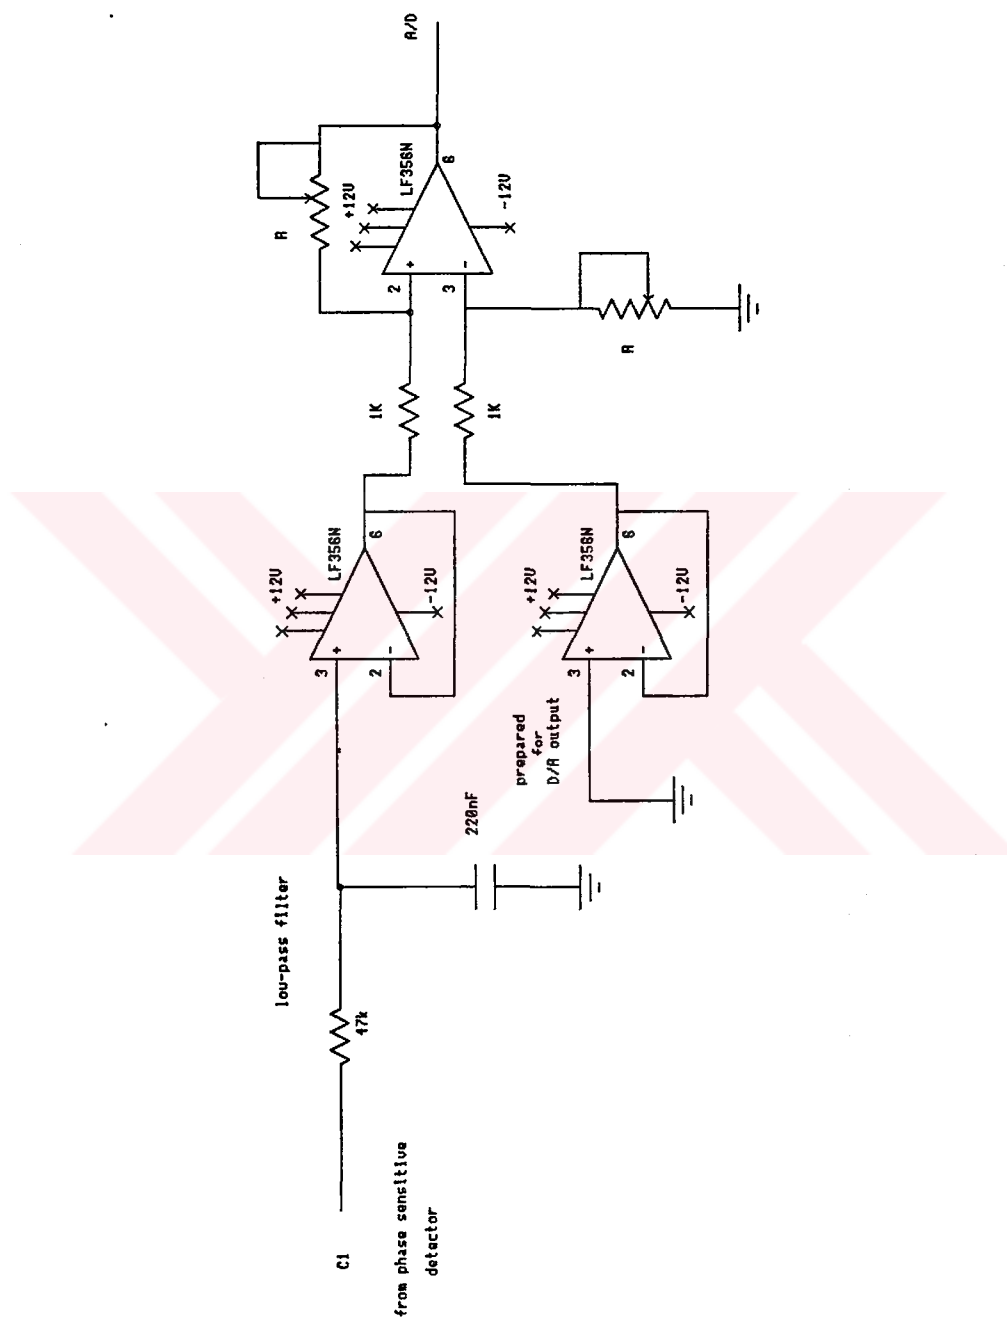 C1
from phase sensitive
detector
47k
low-pass filter
220nF
3
+
2
-
+12V
-12V
LF356N
6
prepared
for
D/A output
3
+
2
-
+12V
-12V
LF356N
6
1K
1K
2
+
3
-
R
+12V
-12V
LF356N
6
R
A/D